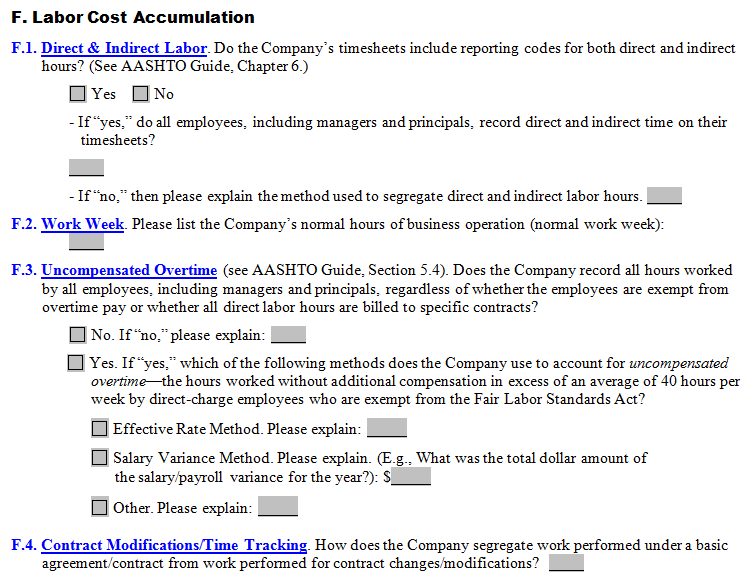 F. Labor Cost Accumulation
F.1. Direct & Indirect Labor. Do the Company's timesheets include reporting codes for both direct and indirect
hours? (See AASHTO Guide, Chapter 6.)
Yes No
- If “yes,” do all employees, including managers and principals, record direct and indirect time on their
timesheets?
- If “no,” then please explain the method used to segregate direct and indirect labor hours.
F.2. Work Week. Please list the Company's normal hours of business operation (normal work week):
F.3. Uncompensated Overtime (see AASHTO Guide, Section 5.4). Does the Company record all hours worked
by all employees, including managers and principals, regardless of whether the employees are exempt from
overtime pay or whether all direct labor hours are billed to specific contracts?
No. If “no,” please explain:
Yes. If “yes,” which of the following methods does the Company use to account for uncompensated
overtime—the hours worked without additional compensation in excess of an average of 40 hours per
week by direct-charge employees who are exempt from the Fair Labor Standards Act?
Effective Rate Method. Please explain:
Salary Variance Method. Please explain. (E.g., What was the total dollar amount of
the salary/payroll variance for the year?): $
Other. Please explain:
F.4. Contract Modifications/Time Tracking. How does the Company segregate work performed under a basic
agreement/contract from work performed for contract changes/modifications?